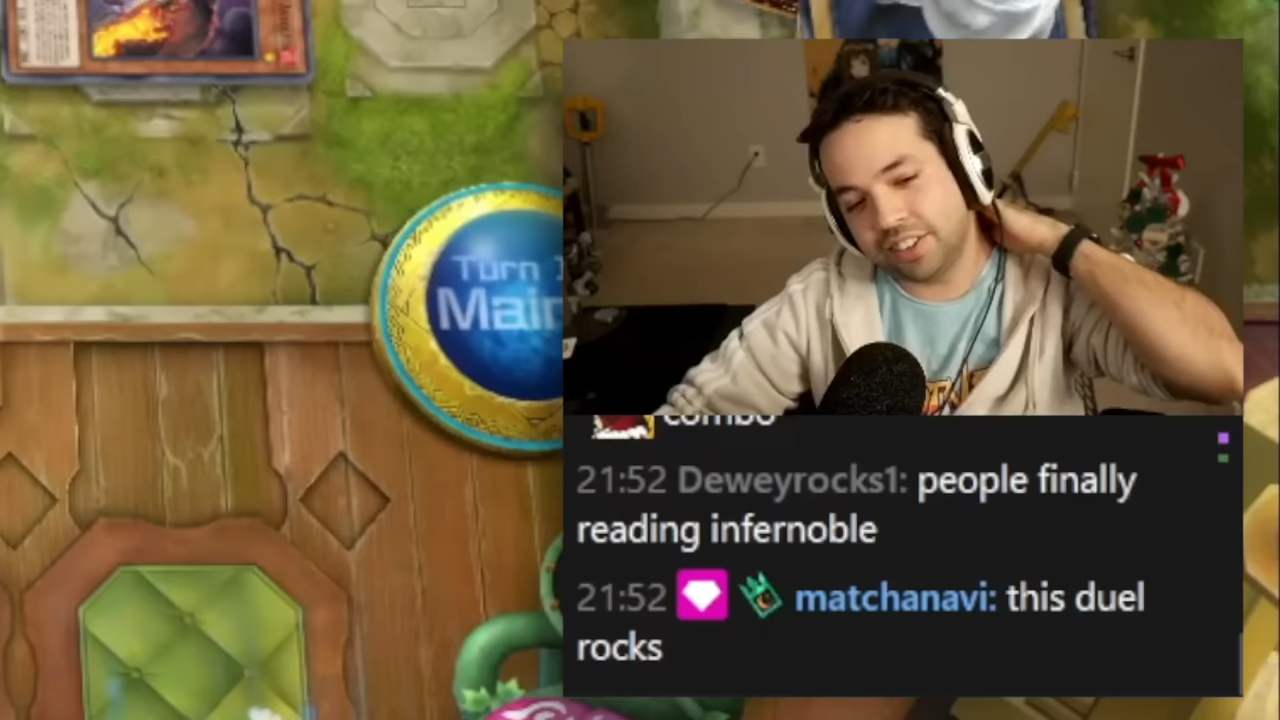 Turn
Main
combo
21:52 Deweyrocks1: people finally
reading infernoble
21:52 matchanavi: this duel
rocks